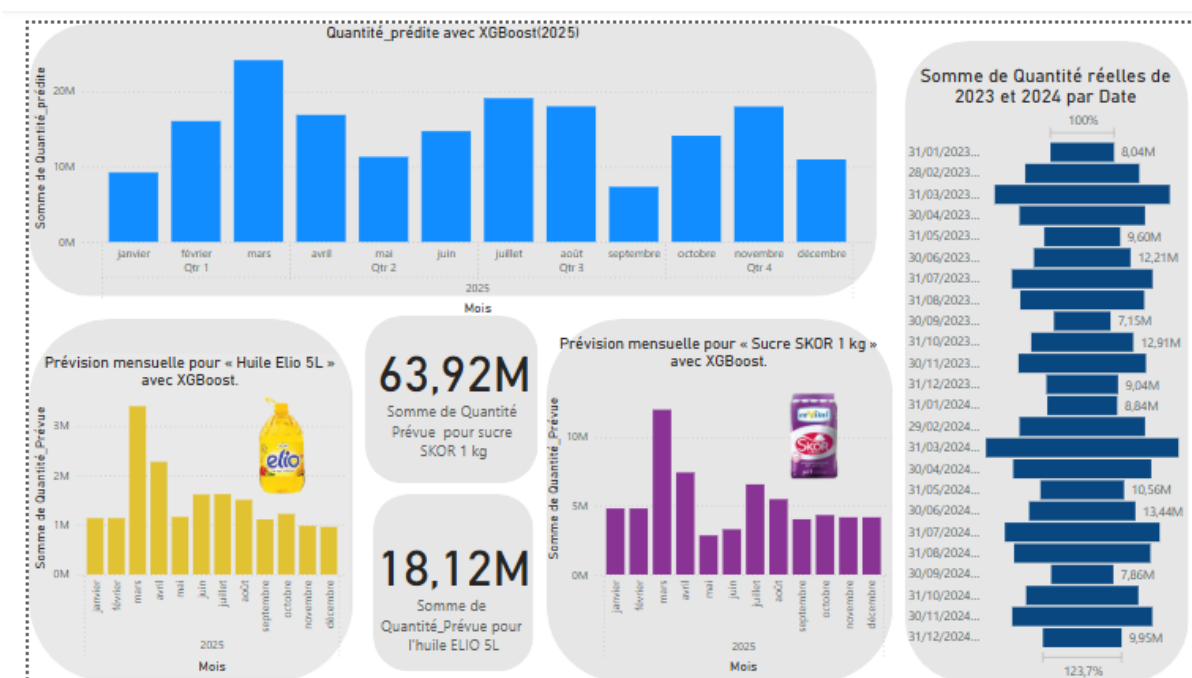 Quantité_prédite avec XGBoost(2025)
Somme de Quantité_prédite
20M
10M
0M
janvier février mars avril mai juin juillet août septembre octobre novembre décembre
Qtr 1 Qtr 2 Qtr 3 Qtr 4
2025
Mois
Prévision mensuelle pour « Huile Elio 5L »
avec XGBoost.
Somme de Quantité_Prévue
3M
2M
1M
0M
elio
janvier février mars avril mai juin juillet août septembre octobre novembre décembre
2025
Mois
63,92M
Somme de Quantité
Prévue pour sucre
SKOR 1 kg
18,12M
Somme de
Quantité_Prévue pour
l'huile ELIO 5L
Prévision mensuelle pour « Sucre SKOR 1 kg »
avec XGBoost.
Somme de Quantité_Prévue
10M
5M
0M
SKOR
janvier février mars avril mai juin juillet août septembre octobre novembre décembre
2025
Mois
Somme de Quantité réelles de
2023 et 2024 par Date
100%
31/01/2023... 8,04M
28/02/2023...
31/03/2023...
30/04/2023...
31/05/2023... 9,60M
30/06/2023... 12,21M
31/07/2023...
31/08/2023...
30/09/2023... 7,15M
31/10/2023... 12,91M
30/11/2023...
31/12/2023... 9,04M
31/01/2024... 8,84M
29/02/2024...
31/03/2024...
30/04/2024...
31/05/2024... 10,56M
30/06/2024... 13,44M
31/07/2024...
31/08/2024...
30/09/2024... 7,86M
31/10/2024...
30/11/2024...
31/12/2024... 9,95M
123,7%